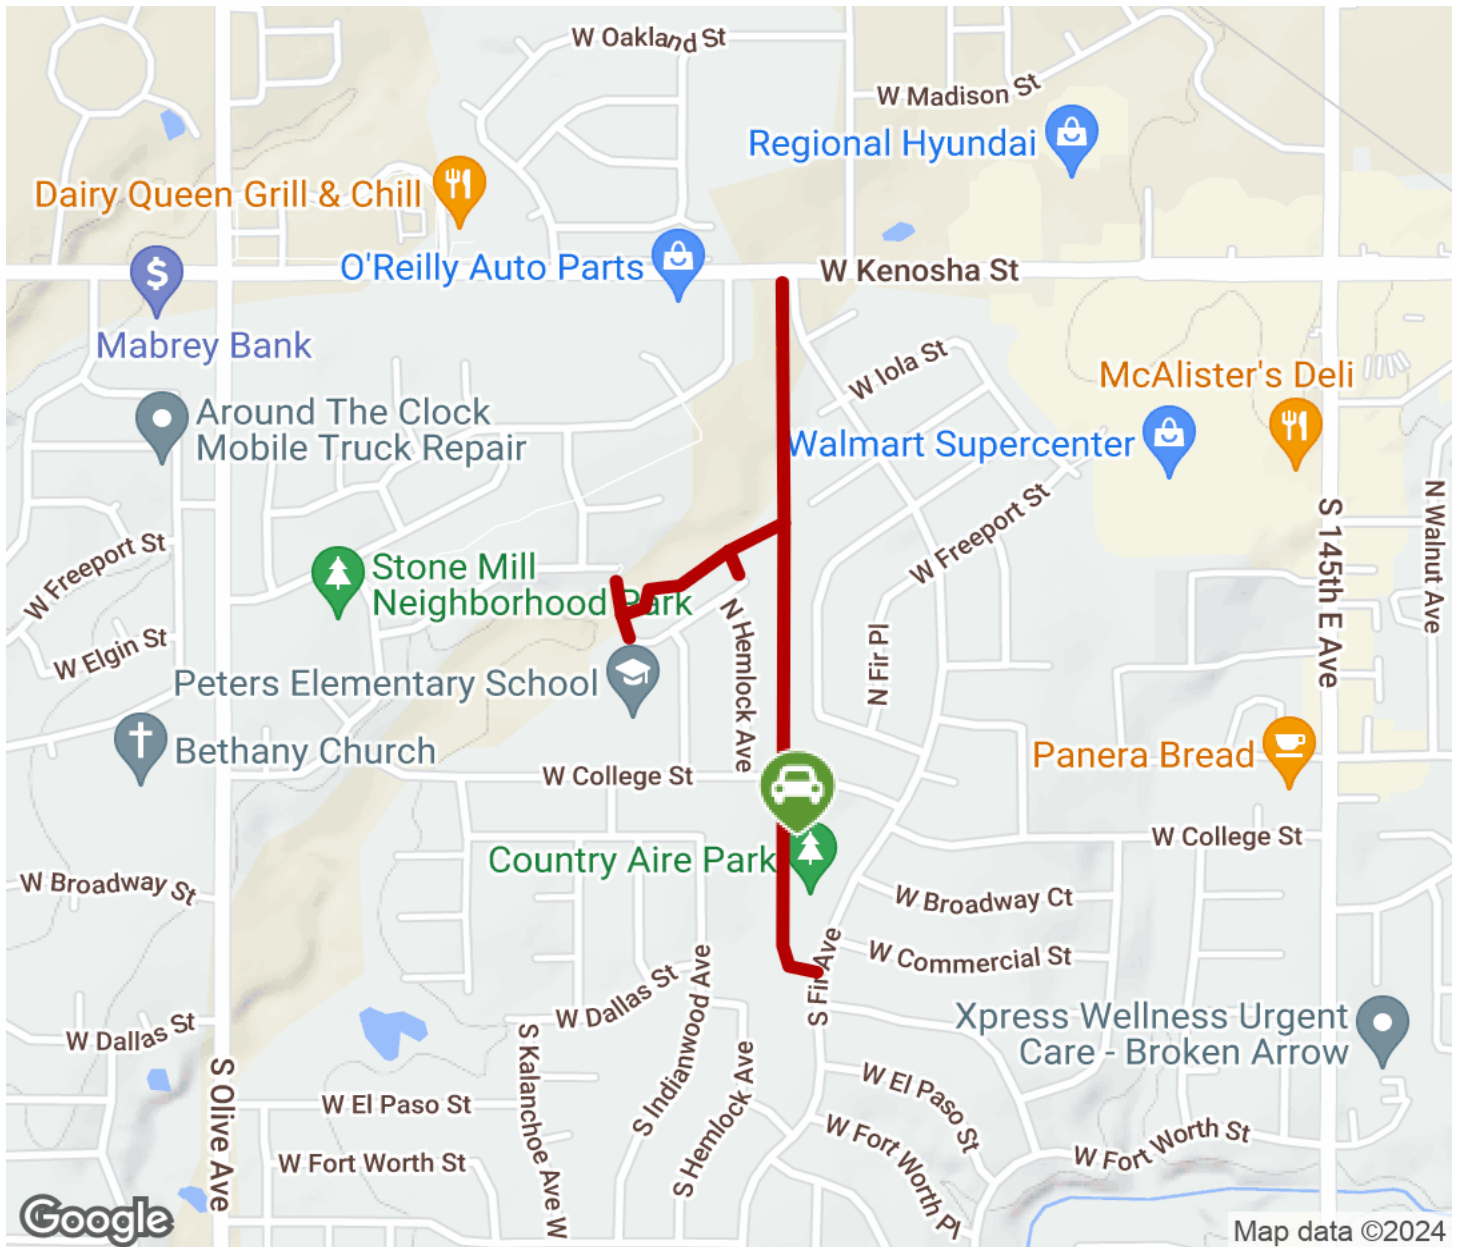 W Oakland St
W Madison St
Regional Hyundai
Dairy Queen Grill & Chill
O'Reilly Auto Parts
W Kenosha St
Mabrey Bank
W Iola St
McAlister's Deli
Around The Clock
Mobile Truck Repair
Walmart Supercenter
W Freeport St
N Walnut Ave
S 145th E Ave
W Freeport St
Stone Mill
Neighborhood Park
N Hemlock Ave
N Fir Pl
W Elgin St
Peters Elementary School
Bethany Church
Panera Bread
W College St
W College St
Country Aire Park
W Broadway St
W Broadway Ct
W Commercial St
S Fir Ave
W Dallas St
W Dallas St
S Indianwood Ave
Xpress Wellness Urgent
Care - Broken Arrow
S Olive Ave
S Kalanchoe Ave W
S Hemlock Ave
W El Paso St
W El Paso St
W Fort Worth St
W Fort Worth Pl
W Fort Worth St
Google
Map data ©2024